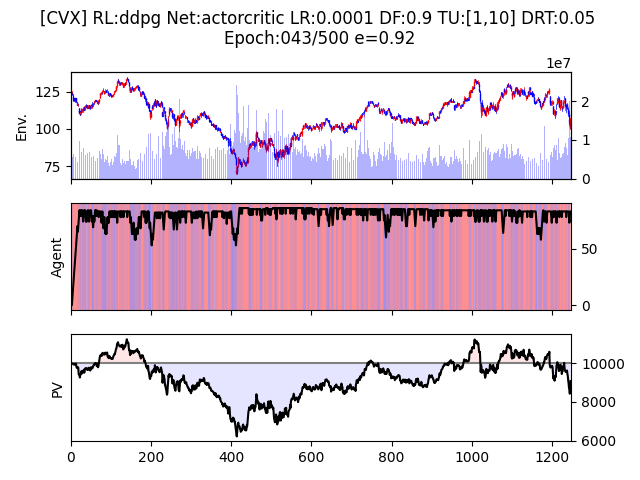 [CVX] RL:ddpg Net:actorcritic LR:0.0001 DF:0.9 TU:[1,10] DRT:0.05
Epoch:043/500 e=0.92
1e7
Env.
125
100
75
2
1
0
Agent
50
0
PV
10000
8000
6000
0 200 400 600 800 1000 1200